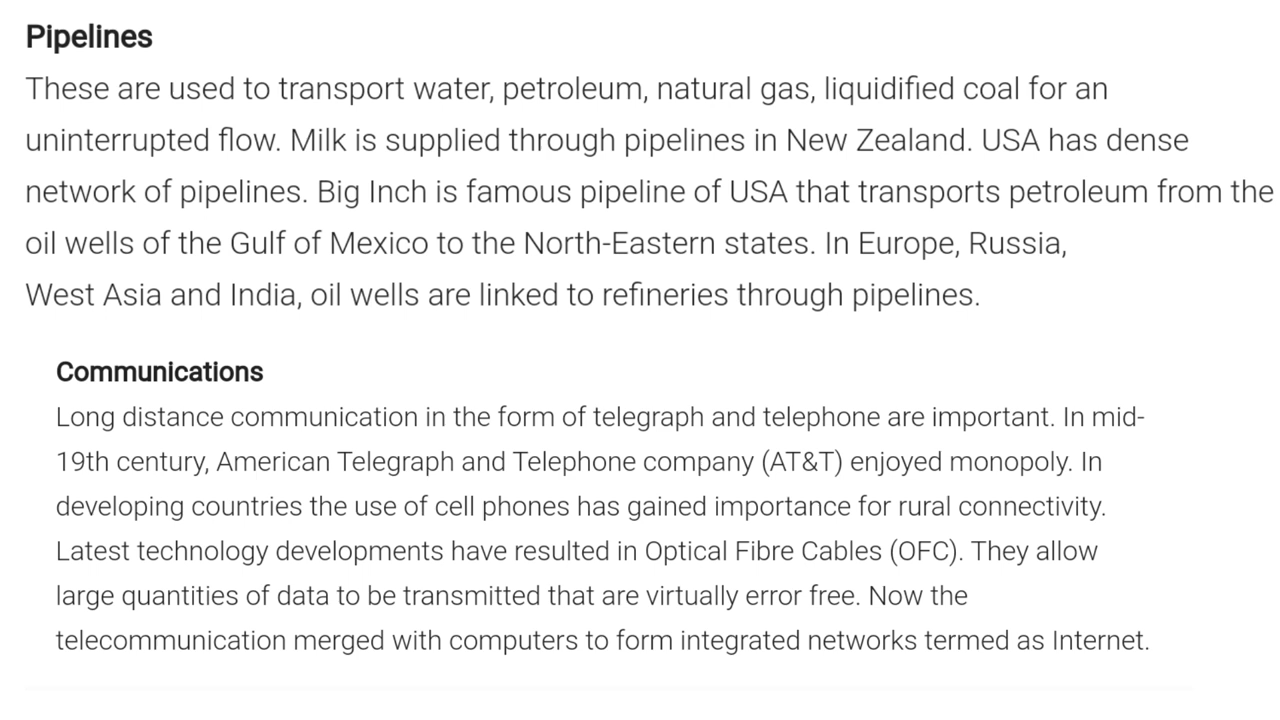 Pipelines
These are used to transport water, petroleum, natural gas, liquidified coal for an
uninterrupted flow. Milk is supplied through pipelines in New Zealand. USA has dense
network of pipelines. Big Inch is famous pipeline of USA that transports petroleum from the
oil wells of the Gulf of Mexico to the North-Eastern states. In Europe, Russia,
West Asia and India, oil wells are linked to refineries through pipelines.
Communications
Long distance communication in the form of telegraph and telephone are important. In mid-
19th century, American Telegraph and Telephone company (AT&T) enjoyed monopoly. In
developing countries the use of cell phones has gained importance for rural connectivity.
Latest technology developments have resulted in Optical Fibre Cables (OFC). They allow
large quantities of data to be transmitted that are virtually error free. Now the
telecommunication merged with computers to form integrated networks termed as Internet.